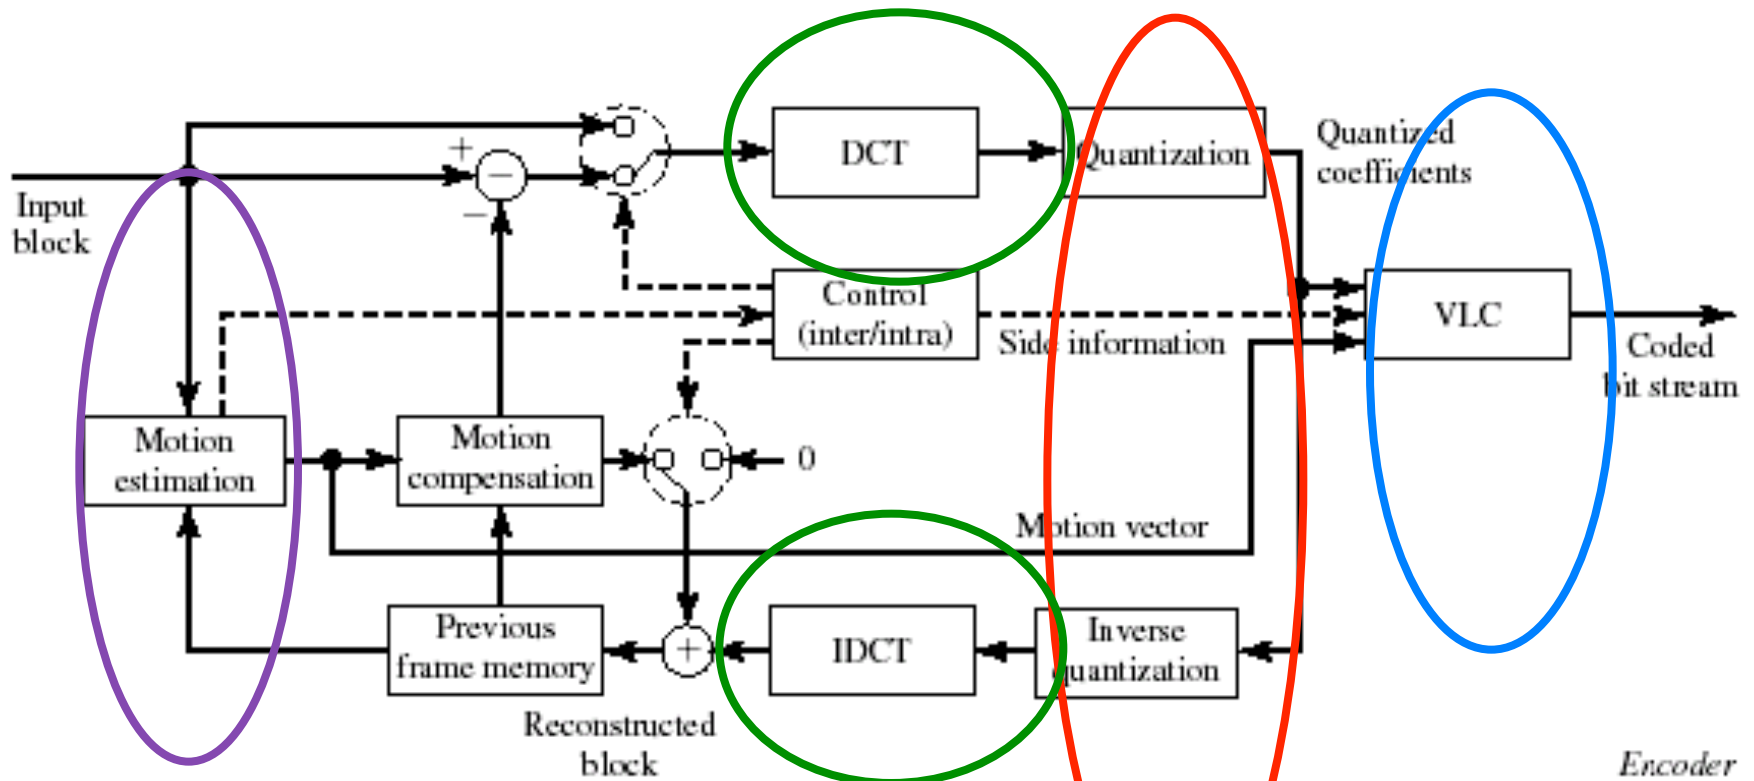 DCT
Quantization
Quantized
coefficients
+
−
−
Input
block
Control
(inter/intra)
Side information
VLC
Coded
bit stream
Motion
estimation
Motion
compensation
0
Motion vector
Previous
frame memory
+
IDCT
Inverse
quantization
Reconstructed
block
Encoder